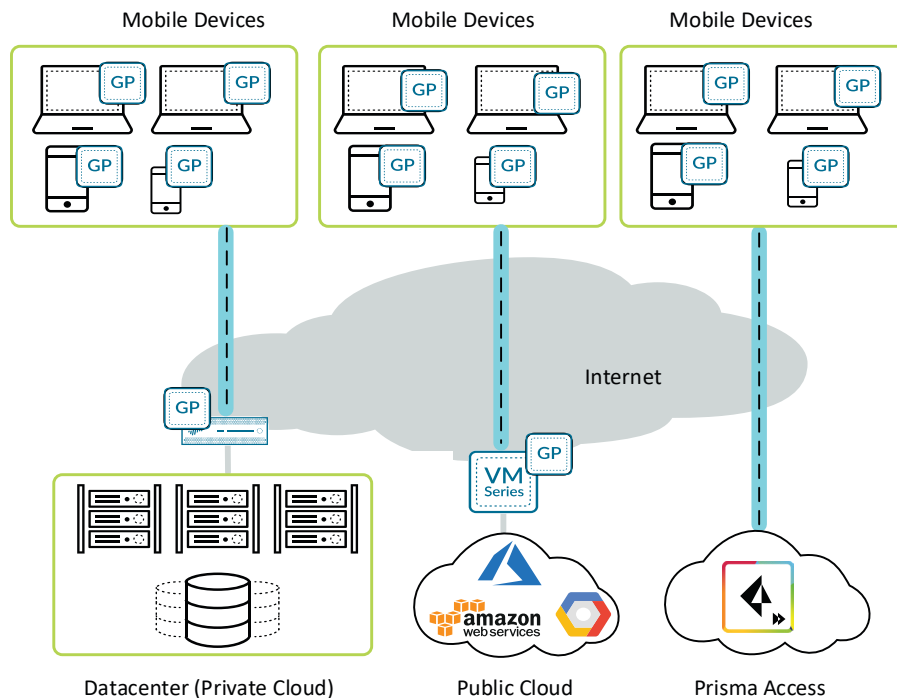 Mobile Devices
Mobile Devices
Mobile Devices
GP
GP
GP
GP
GP
GP
GP
GP
GP
GP
GP
GP
Internet
GP
GP
VM
Series
amazon
web services
Datacenter (Private Cloud)
Public Cloud
Prisma Access